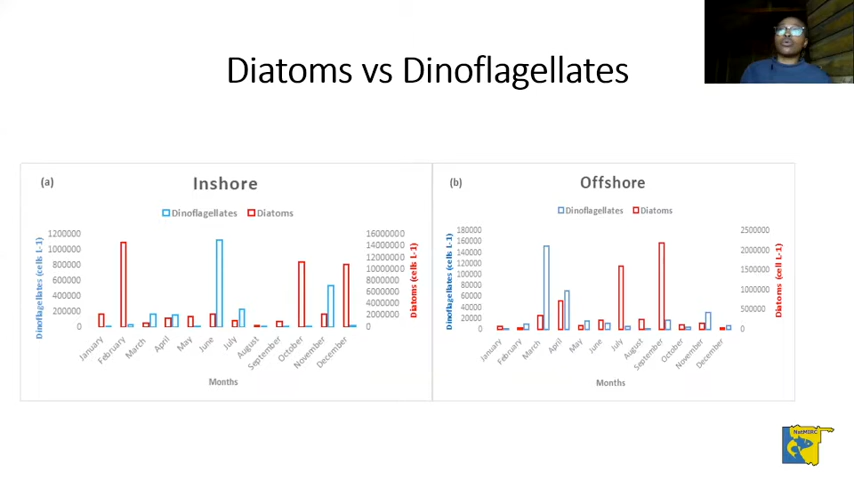 Diatoms vs Dinoflagellates
(a)
Inshore
Dinoflagellates Diatoms
Dinoflagellates (cells L-1)
1200000
1000000
800000
600000
400000
200000
0
16000000
14000000
12000000
10000000
8000000
6000000
4000000
2000000
0
Diatoms (cells L-1)
January
February
March
April
May
June
July
August
September
October
November
December
Months
(b)
Offshore
Dinoflagellates Diatoms
Dinoflagellates (cells L-1)
180000
160000
140000
120000
100000
80000
60000
40000
20000
0
2500000
2000000
1500000
1000000
500000
0
Diatoms (cell L-1)
January
February
March
April
May
June
July
August
September
October
November
December
Months
NatMIRC